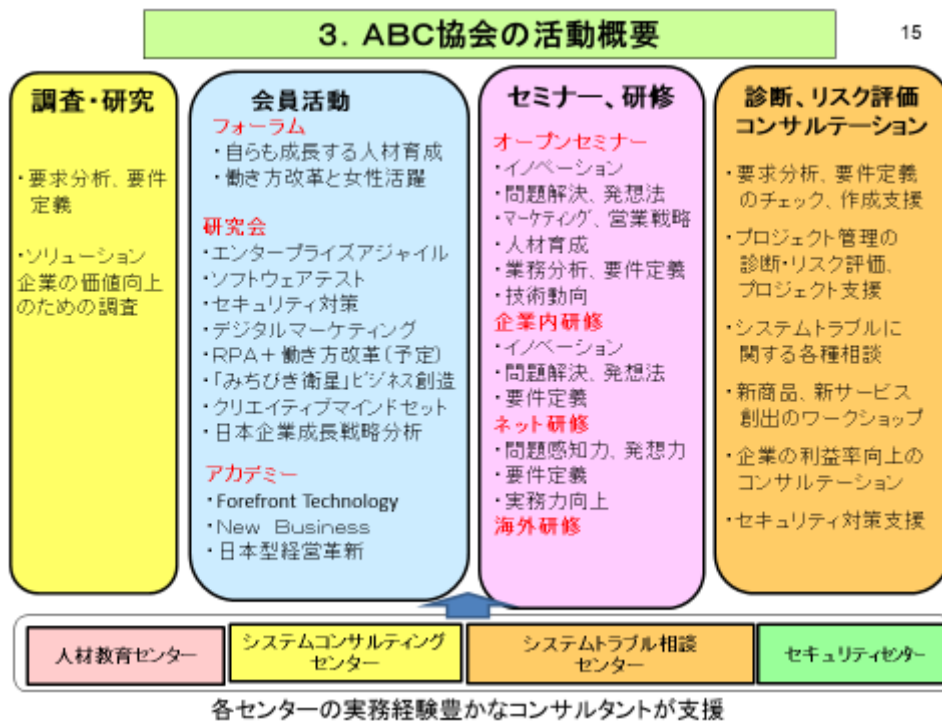 3. ABC協会の活動概要
15
調査・研究
・要求分析、要件
定義
・ソリューション
企業の価値向上
のための調査
会員活動
フォーラム
・自らも成長する人材育成
・働き方改革と女性活躍
研究会
・エンタープライズアジャイル
・ソフトウェアテスト
・セキュリティ対策
・デジタルマーケティング
・RPA+働き方改革(予定)
・「みちびき衛星」ビジネス創造
・クリエイティブマインドセット
・日本企業成長戦略分析
アカデミー
・Forefront Technology
・New Business
・日本型経営革新
セミナー、研修
オープンセミナー
・イノベーション
・問題解決、発想法
・マーケティング、営業戦略
・人材育成
・業務分析、要件定義
・技術動向
企業内研修
・イノベーション
・問題解決、発想法
・要件定義
ネット研修
・問題感知力、発想力
・要件定義
・実務力向上
海外研修
診断、リスク評価
コンサルテーション
・要求分析、要件定義
のチェック、作成支援
・プロジェクト管理の
診断・リスク評価、
プロジェクト支援
・システムトラブルに
関する各種相談
・新商品、新サービス
創出のワークショップ
・企業の利益率向上の
コンサルテーション
・セキュリティ対策支援
人材教育センター
システムコンサルティング
センター
システムトラブル相談
センター
セキュリティセンター
各センターの実務経験豊かなコンサルタントが支援